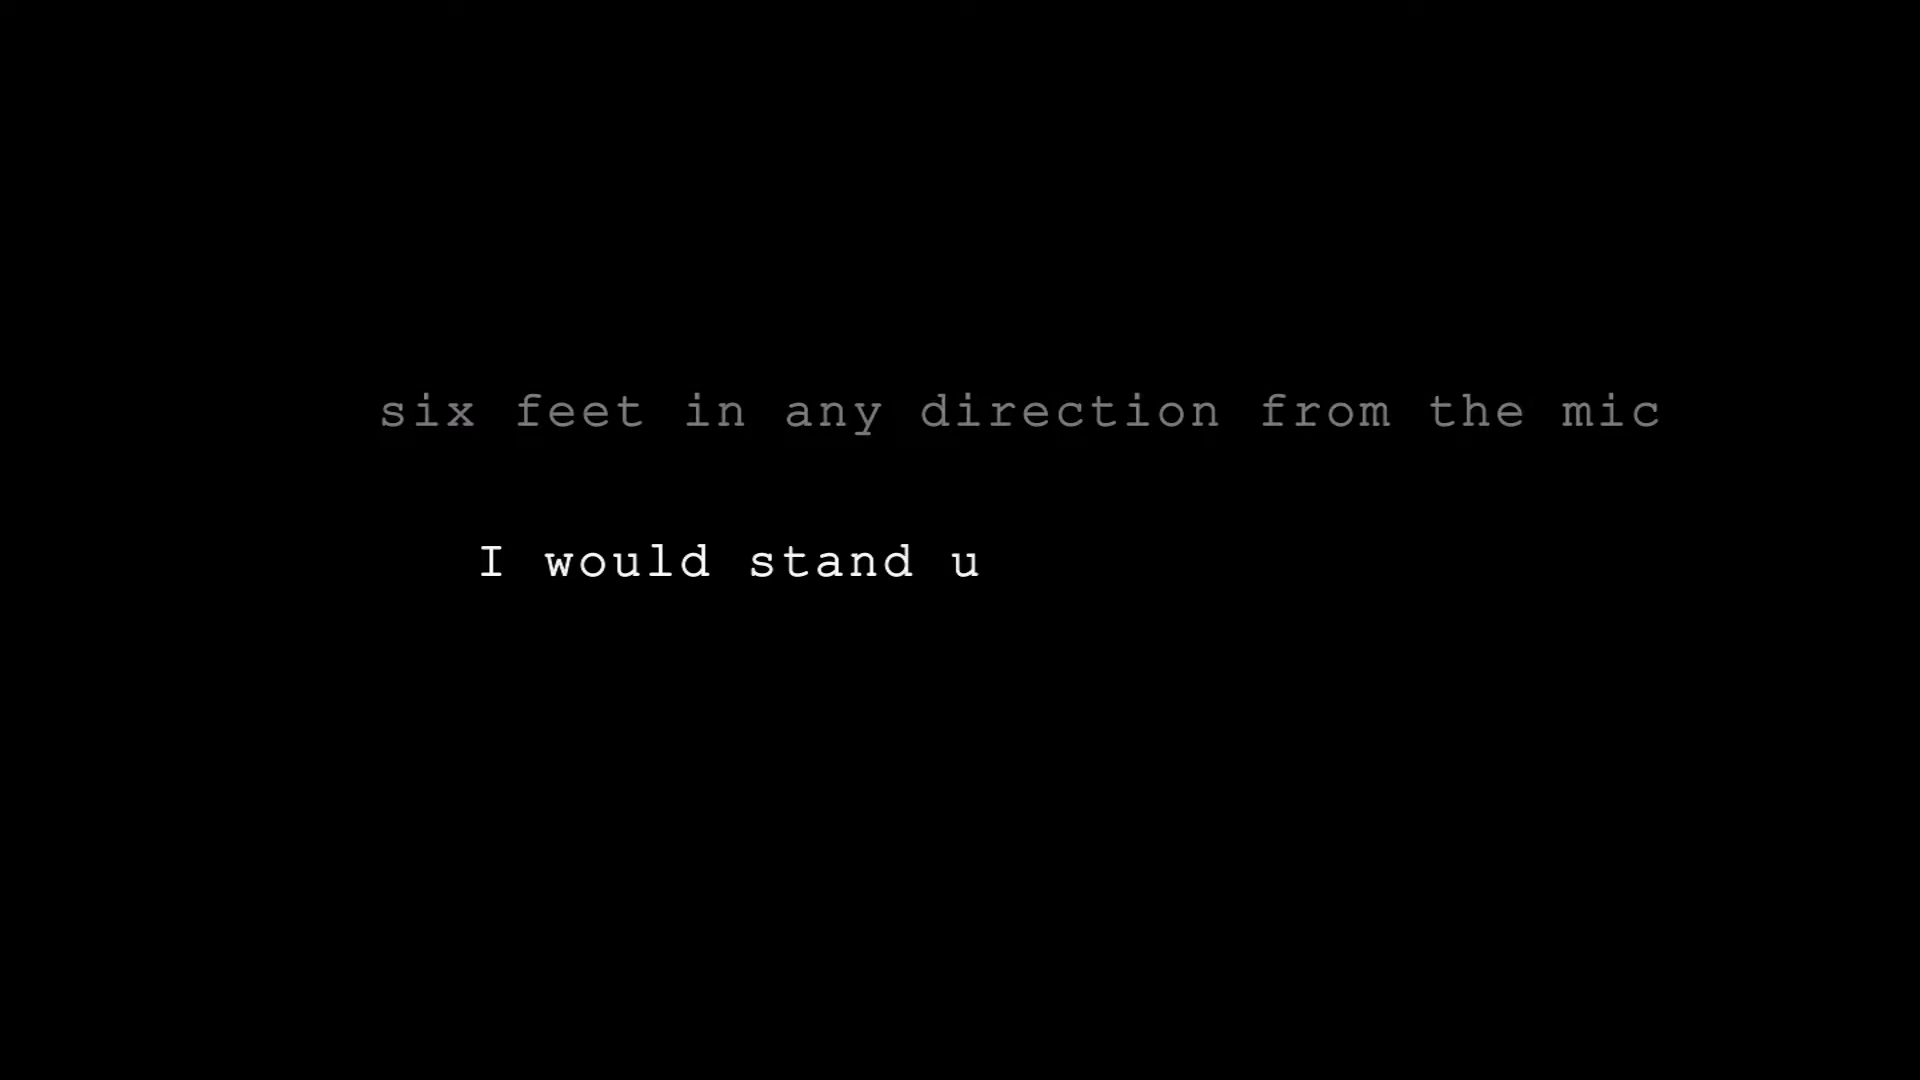 six feet in any direction from the mic
I would stand u